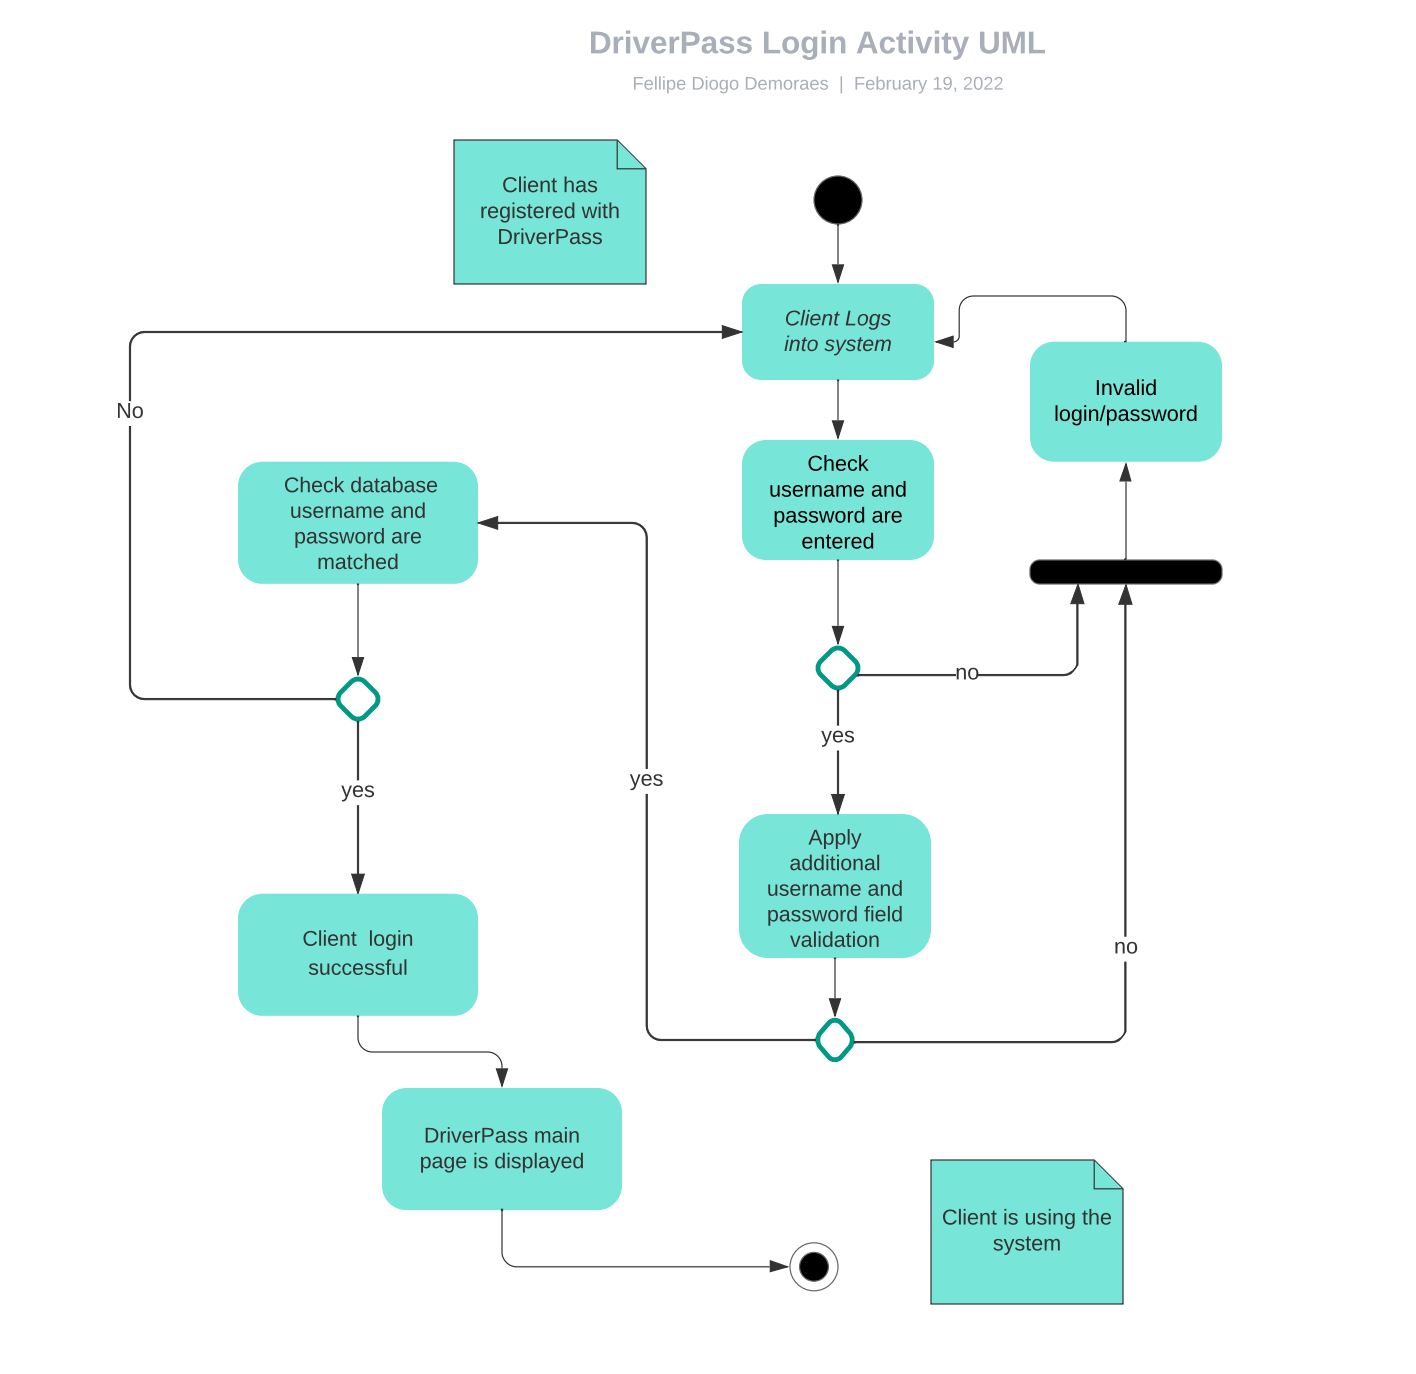 DriverPass Login Activity UML
Fellipe Diogo Demoraes | February 19, 2022
Client has
registered with
DriverPass
Client Logs
into system
Invalid
login/password
No
Check
username and
password are
entered
Check database
username and
password are
matched
no
yes
yes
yes
Apply
additional
username and
password field
validation
no
Client  login
successful
DriverPass main
page is displayed
Client is using the
system